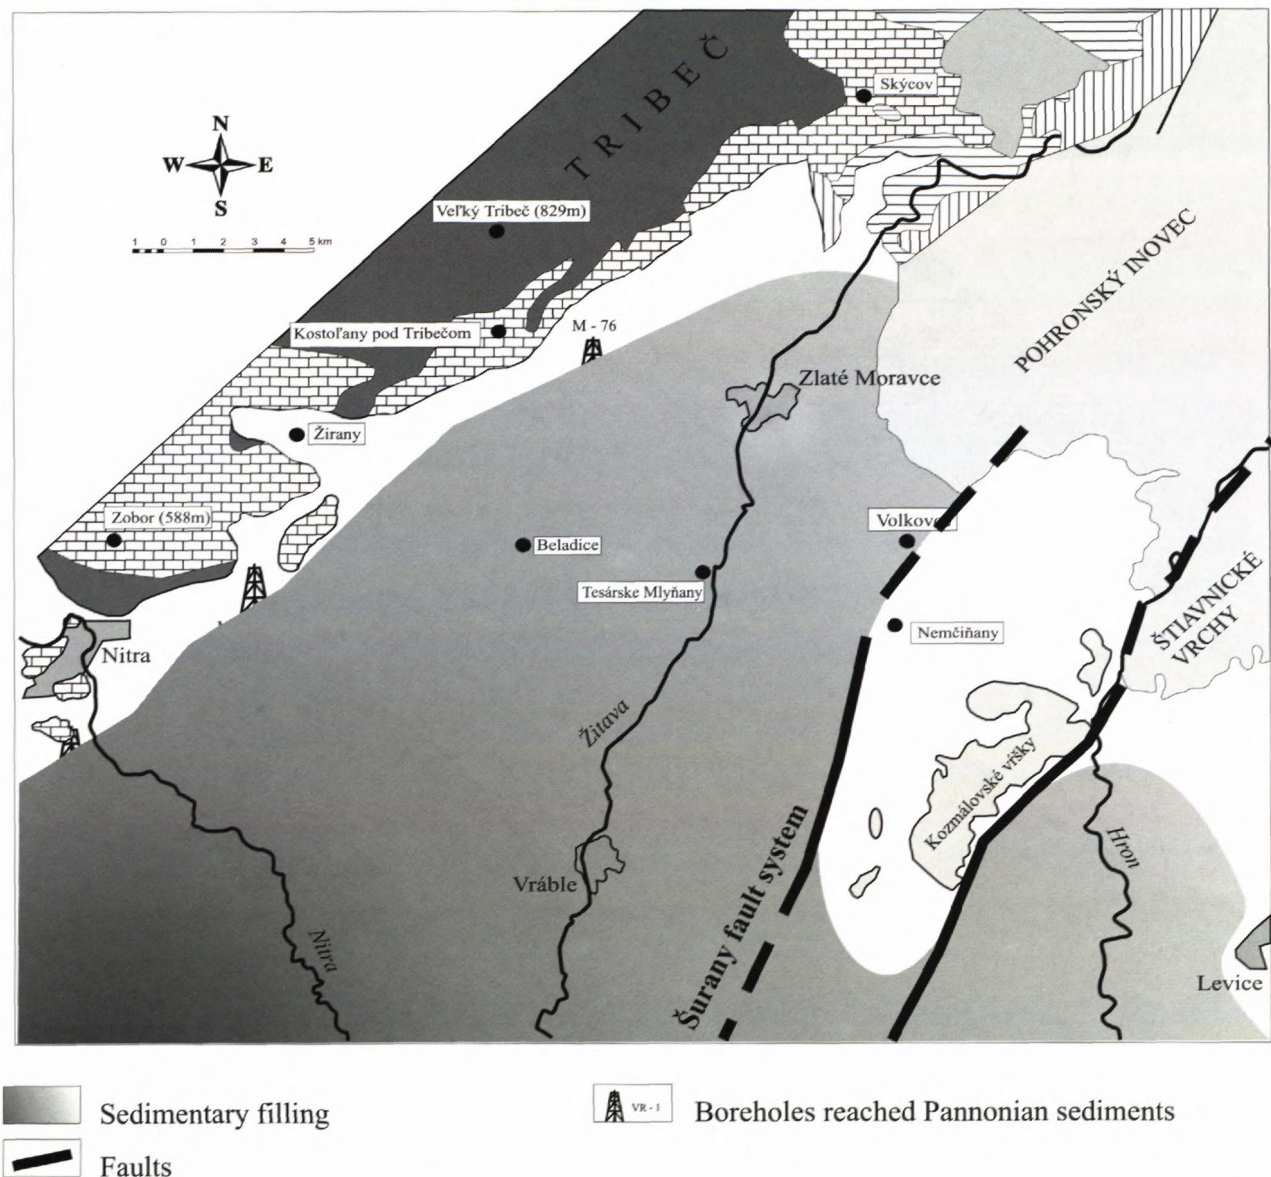 TRIBEČ
Skýcov
N
W E
S
Veľký Tribeč (829m)
1 0 1 2 3 4 5 km
POHRONSKÝ INOVEC
Kostoľany pod Tribečom
M - 76
Zlaté Moravce
Žirany
Zobor (588m)
Volkovce
Beladice
Tesárske Mlyňany
ŠTIAVNICKÉ
VRCHY
Nemčiňany
Nitra
Žitava
Kozmálovské vŕšky
Hron
Vráble
Šurany fault system
Nitra
Levice
Sedimentary filling
VR - 1
Boreholes reached Pannonian sediments
Faults